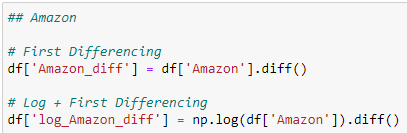 ## Amazon
# First Differencing
df['Amazon_diff'] = df['Amazon'].diff()
# Log + First Differencing
df['log_Amazon_diff'] = np.log(df['Amazon']).diff()